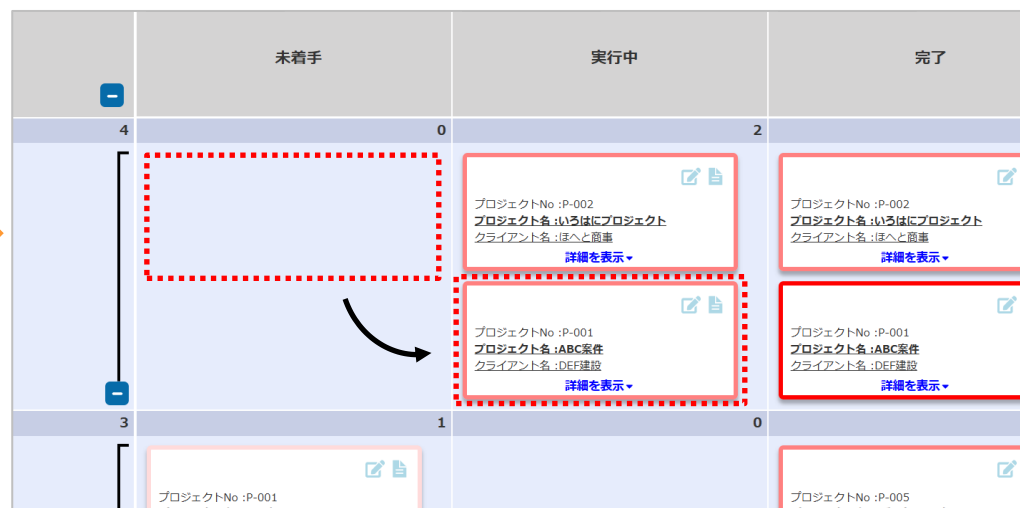 未着手
実行中
完了
4
0
2
プロジェクトNo :P-002
プロジェクト名 :いろはにプロジェクト
クライアント名 :ほへと商事
詳細を表示
プロジェクトNo :P-002
プロジェクト名 :いろはにプロジェクト
クライアント名 :ほへと商事
詳細を表示
プロジェクトNo :P-001
プロジェクト名 :ABC案件
クライアント名 :DEF建設
詳細を表示
プロジェクトNo :P-001
プロジェクト名 :ABC案件
クライアント名 :DEF建設
詳細を表示
3
1
0
プロジェクトNo :P-001
プロジェクトNo :P-005